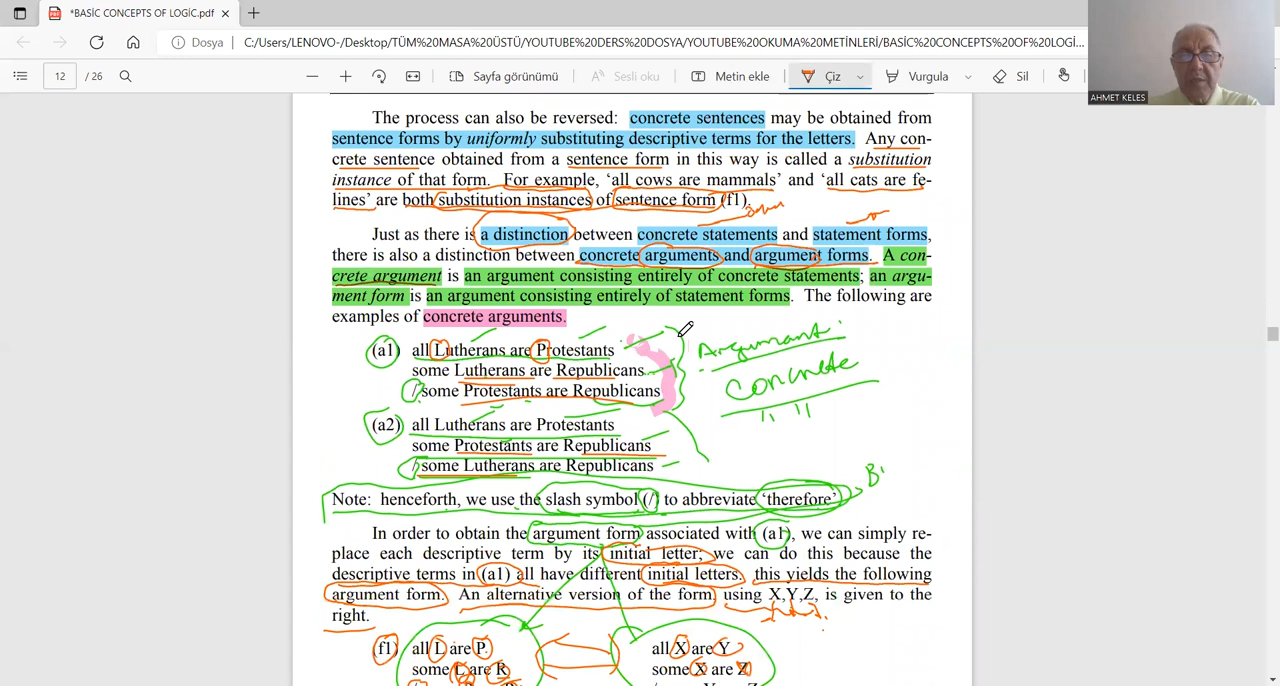 *BASİC CONCEPTS OF LOGİC.pdf
Dosya
C:/Users/LENOVO-/Desktop/TÜM%20MASA%20ÜSTÜ/YOUTUBE%20DERS%20DOSYA/YOUTUBE%20OKUMA%20METİNLERİ/BASİC%20CONCEPTS%20OF%20LOGİ...
12 / 26
Sayfa görünümü
Sesli oku
Metin ekle
Çiz
Vurgula
Sil
AHMET KELES
The process can also be reversed: concrete sentences may be obtained from
sentence forms by uniformly substituting descriptive terms for the letters. Any con-
crete sentence obtained from a sentence form in this way is called a substitution
instance of that form. For example, ‘all cows are mammals’ and ‘all cats are fe-
lines’ are both substitution instances of sentence form (f1).
Just as there is a distinction between concrete statements and statement forms,
there is also a distinction between concrete arguments and argument forms. A con-
crete argument is an argument consisting entirely of concrete statements; an argu-
ment form is an argument consisting entirely of statement forms. The following are
examples of concrete arguments.
(a1) all Lutherans are Protestants
some Lutherans are Republicans
/ some Protestants are Republicans
Argumant:
Concrete
(a2) all Lutherans are Protestants
some Protestants are Republicans
/ some Lutherans are Republicans
Note: henceforth, we use the slash symbol (/) to abbreviate ‘therefore’.
In order to obtain the argument form associated with (a1), we can simply re-
place each descriptive term by its initial letter; we can do this because the
descriptive terms in (a1) all have different initial letters. this yields the following
argument form. An alternative version of the form, using X,Y,Z, is given to the
right.
(f1) all L are P all X are Y
some L are R some X are Z